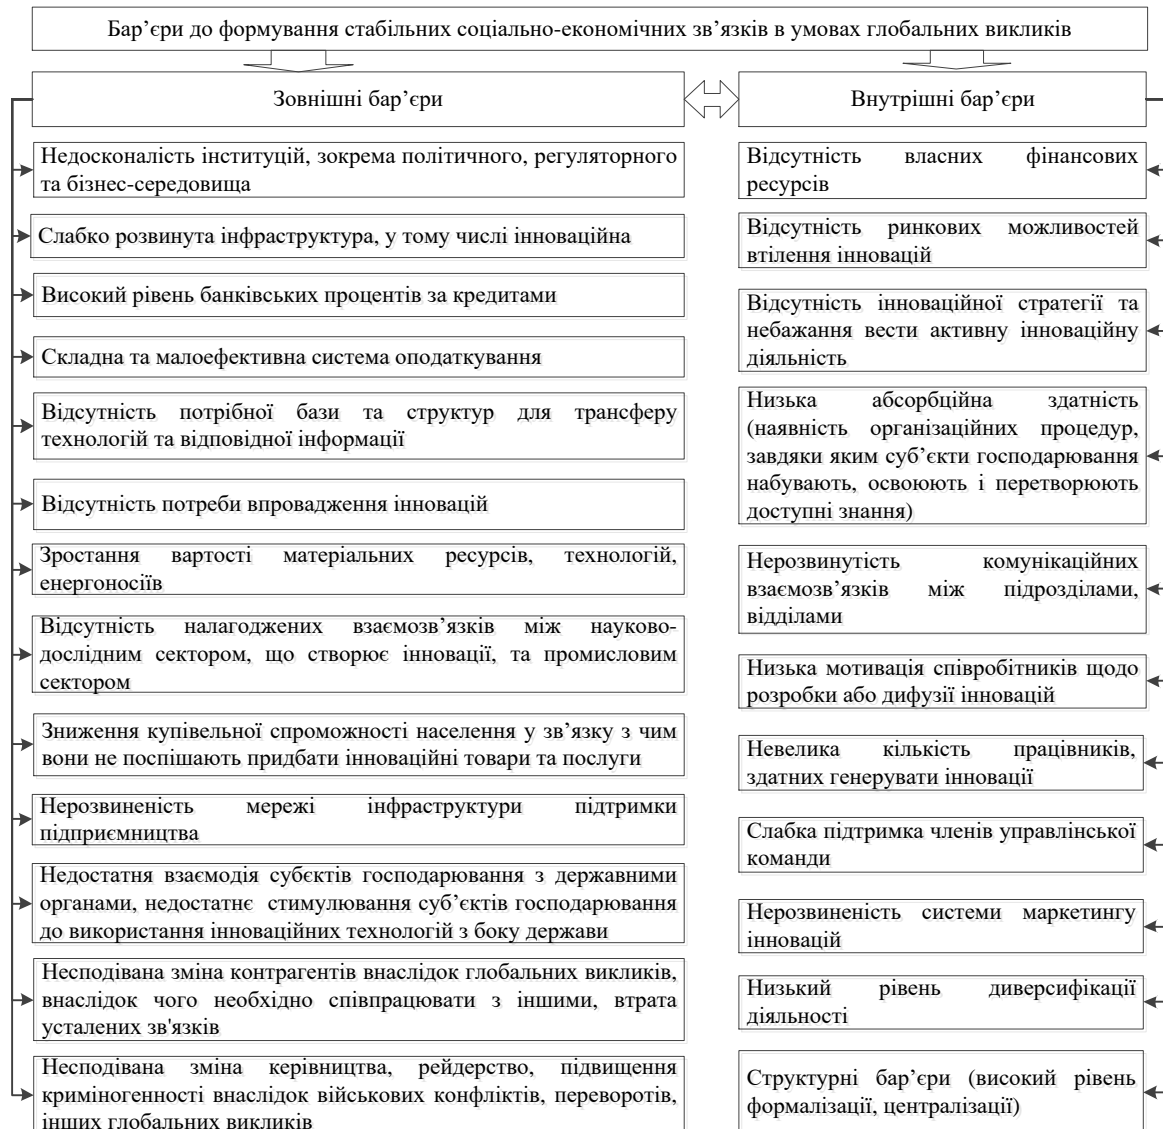 Бар’єри до формування стабільних соціально-економічних зв’язків в умовах глобальних викликів
Зовнішні бар’єри
Недосконалість інституцій, зокрема політичного, регуляторного
та бізнес-середовища
Слабко розвинута інфраструктура, у тому числі інноваційна
Високий рівень банківських процентів за кредитами
Складна та малоефективна система оподаткування
Відсутність потрібної бази та структур для трансферу
технологій та відповідної інформації
Відсутність потреби впровадження інновацій
Зростання вартості матеріальних ресурсів, технологій,
енергоносіїв
Відсутність налагоджених взаємозв’язків між науково-
дослідним сектором, що створює інновації, та промисловим
сектором
Зниження купівельної спроможності населення у зв’язку з чим
вони не поспішають придбати інноваційні товари та послуги
Нерозвиненість мережі інфраструктури підтримки
підприємництва
Недостатня взаємодія субєктів господарювання з державними
органами, недостатнє стимулювання суб’єктів господарювання
до використання інноваційних технологій з боку держави
Несподівана зміна контрагентів внаслідок глобальних викликів,
внаслідок чого необхідно співпрацювати з іншими, втрата
усталених зв'язків
Несподівана зміна керівництва, рейдерство, підвищення
криміногенності внаслідок військових конфліктів, переворотів,
інших глобальних викликів
Внутрішні бар’єри
Відсутність власних фінансових
ресурсів
Відсутність ринкових можливостей
втілення інновацій
Відсутність інноваційної стратегії та
небажання вести активну інноваційну
діяльність
Низька абсорбційна здатність
(наявність організаційних процедур,
завдяки яким суб’єкти господарювання
набувають, освоюють і перетворюють
доступні знання)
Нерозвинутість комунікаційних
взаємозв’язків між підрозділами,
відділами
Низька мотивація співробітників щодо
розробки або дифузії інновацій
Невелика кількість працівників,
здатних генерувати інновації
Слабка підтримка членів управлінської
команди
Нерозвиненість системи маркетингу
інновацій
Низький рівень диверсифікації
діяльності
Структурні бар’єри (високий рівень
формалізації, централізації)